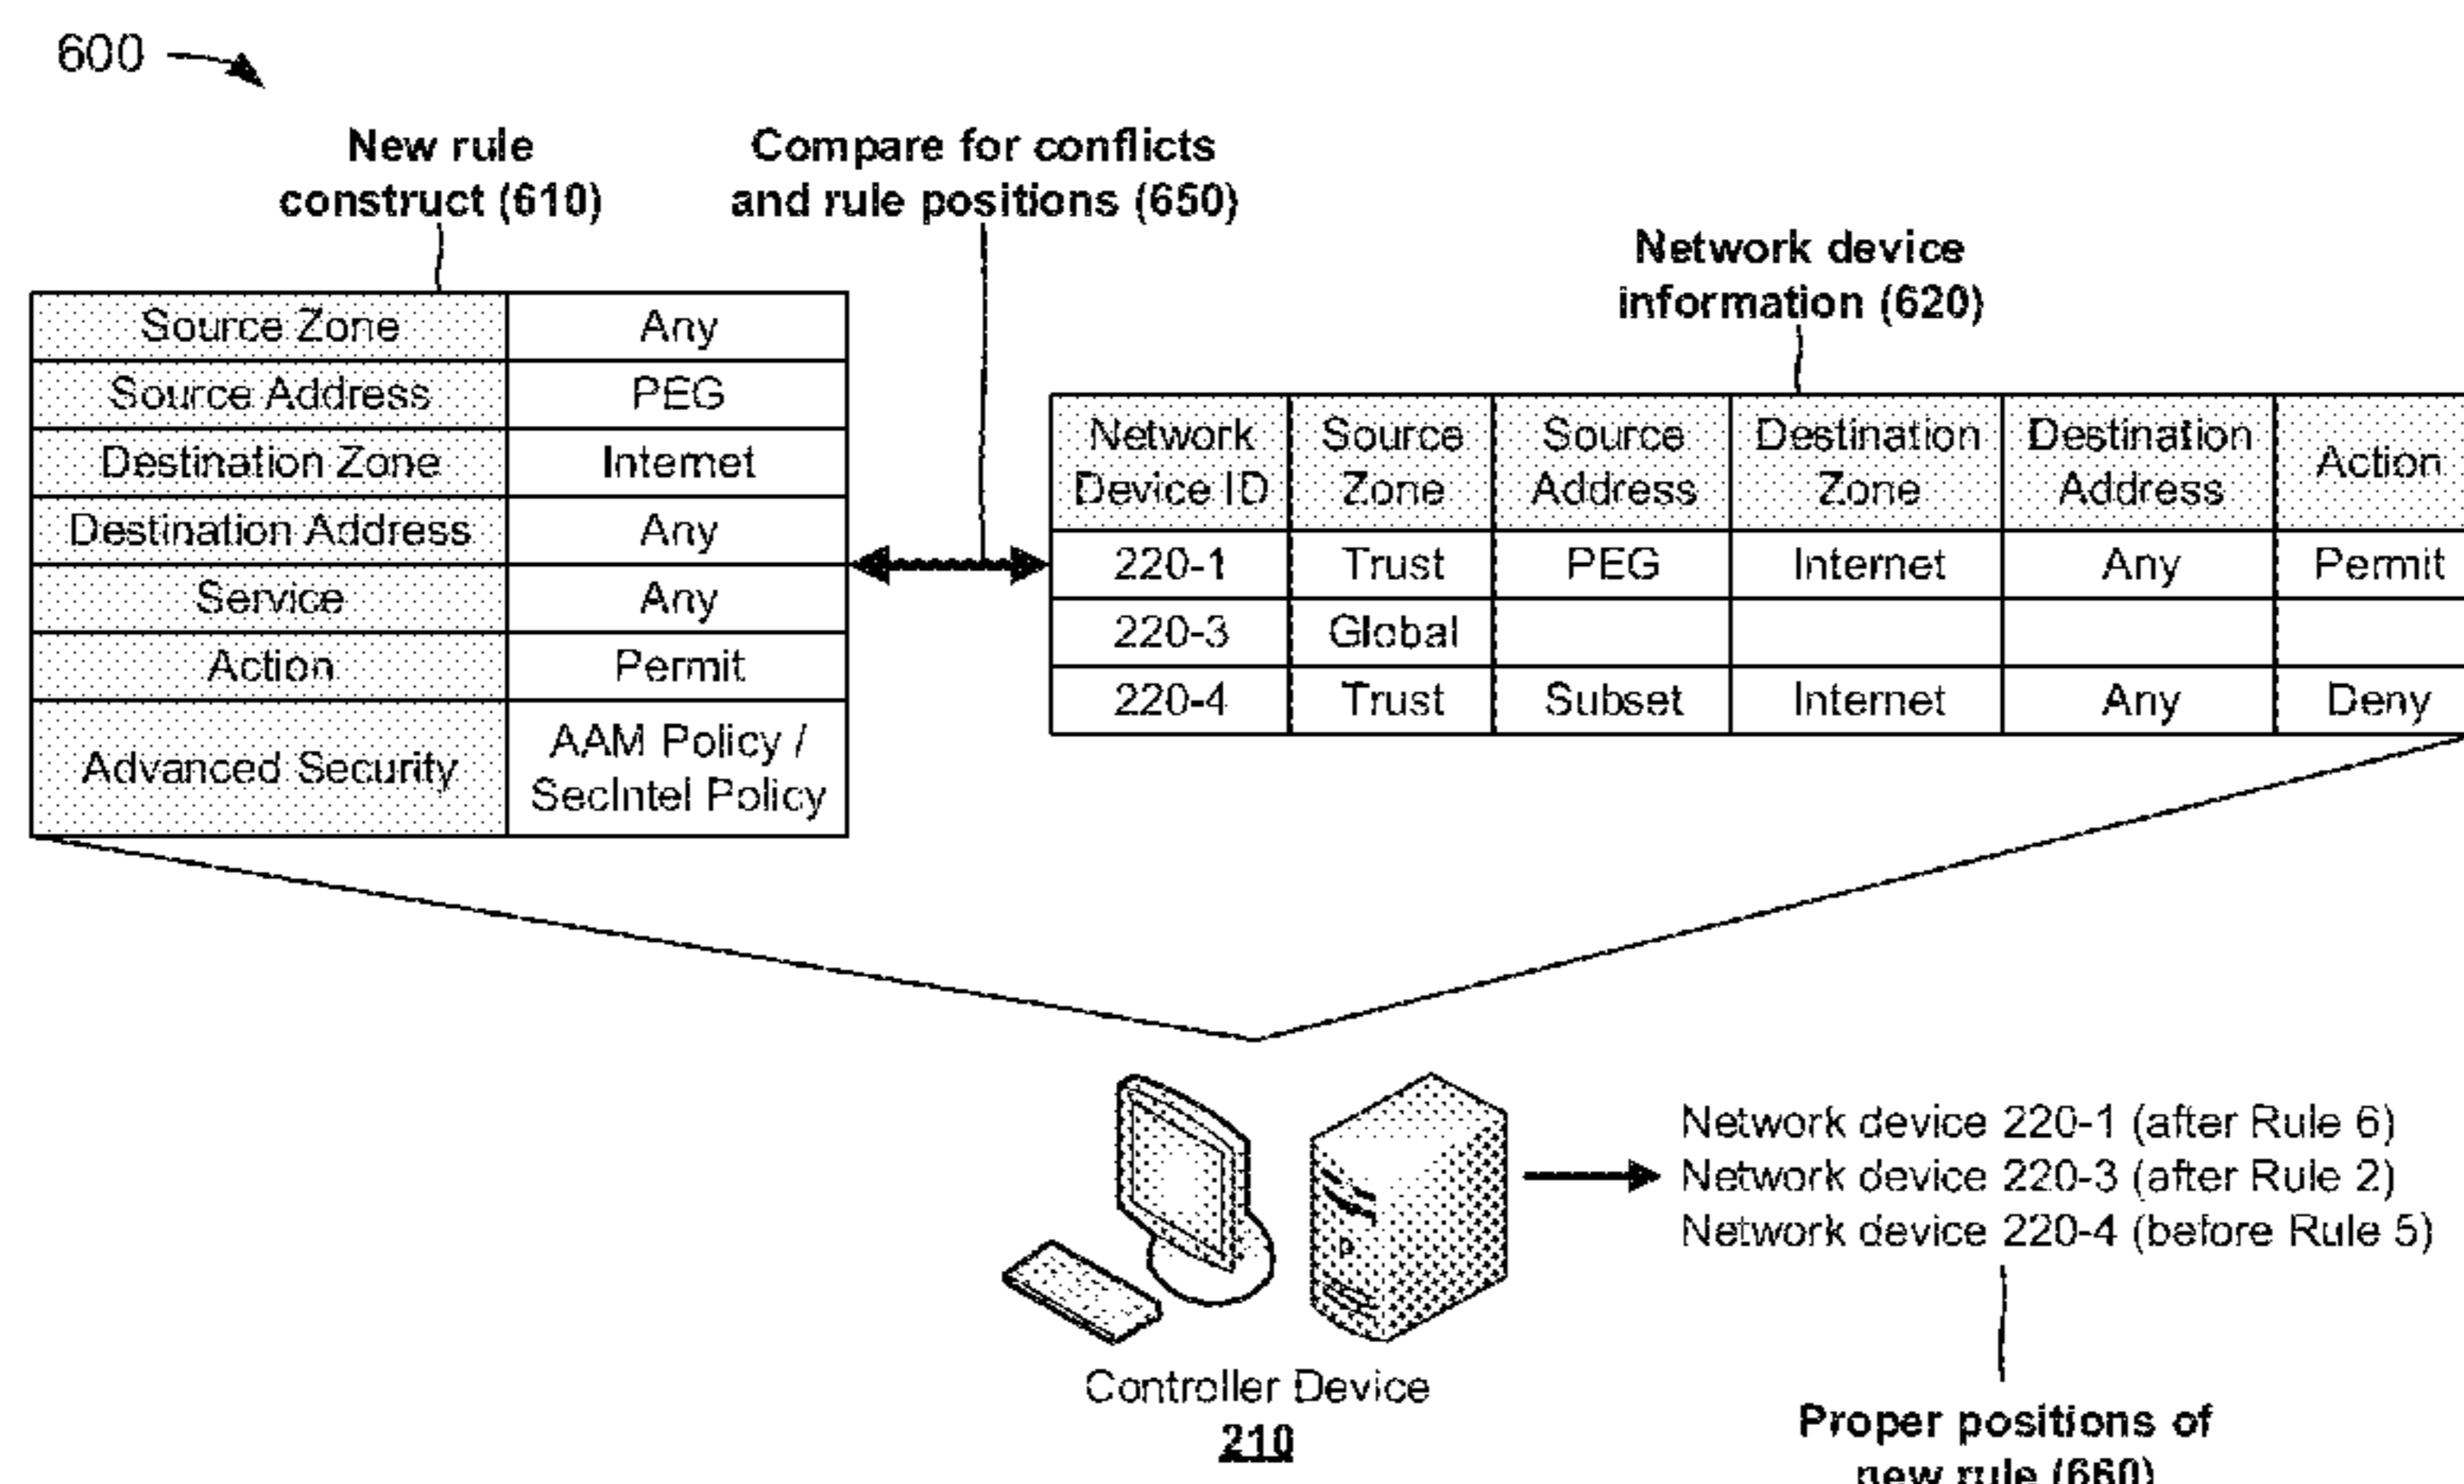 600
New rule
construct (610)
Compare for conflicts
and rule positions (650)
Network device
information (620)
Source Zone Any
Source Address PEG
Destination Zone Internet
Destination Address Any
Service Any
Action Permit
Advanced Security AAM Policy /
SecIntel Policy
Network Device ID Source Zone Source Address Destination Zone Destination Address Action
220-1 Trust PEG Internet Any Permit
220-3 Global
220-4 Trust Subset Internet Any Deny
Network device 220-1 (after Rule 6)
Network device 220-3 (after Rule 2)
Network device 220-4 (before Rule 5)
Controller Device
210
Proper positions of
new rule (660)